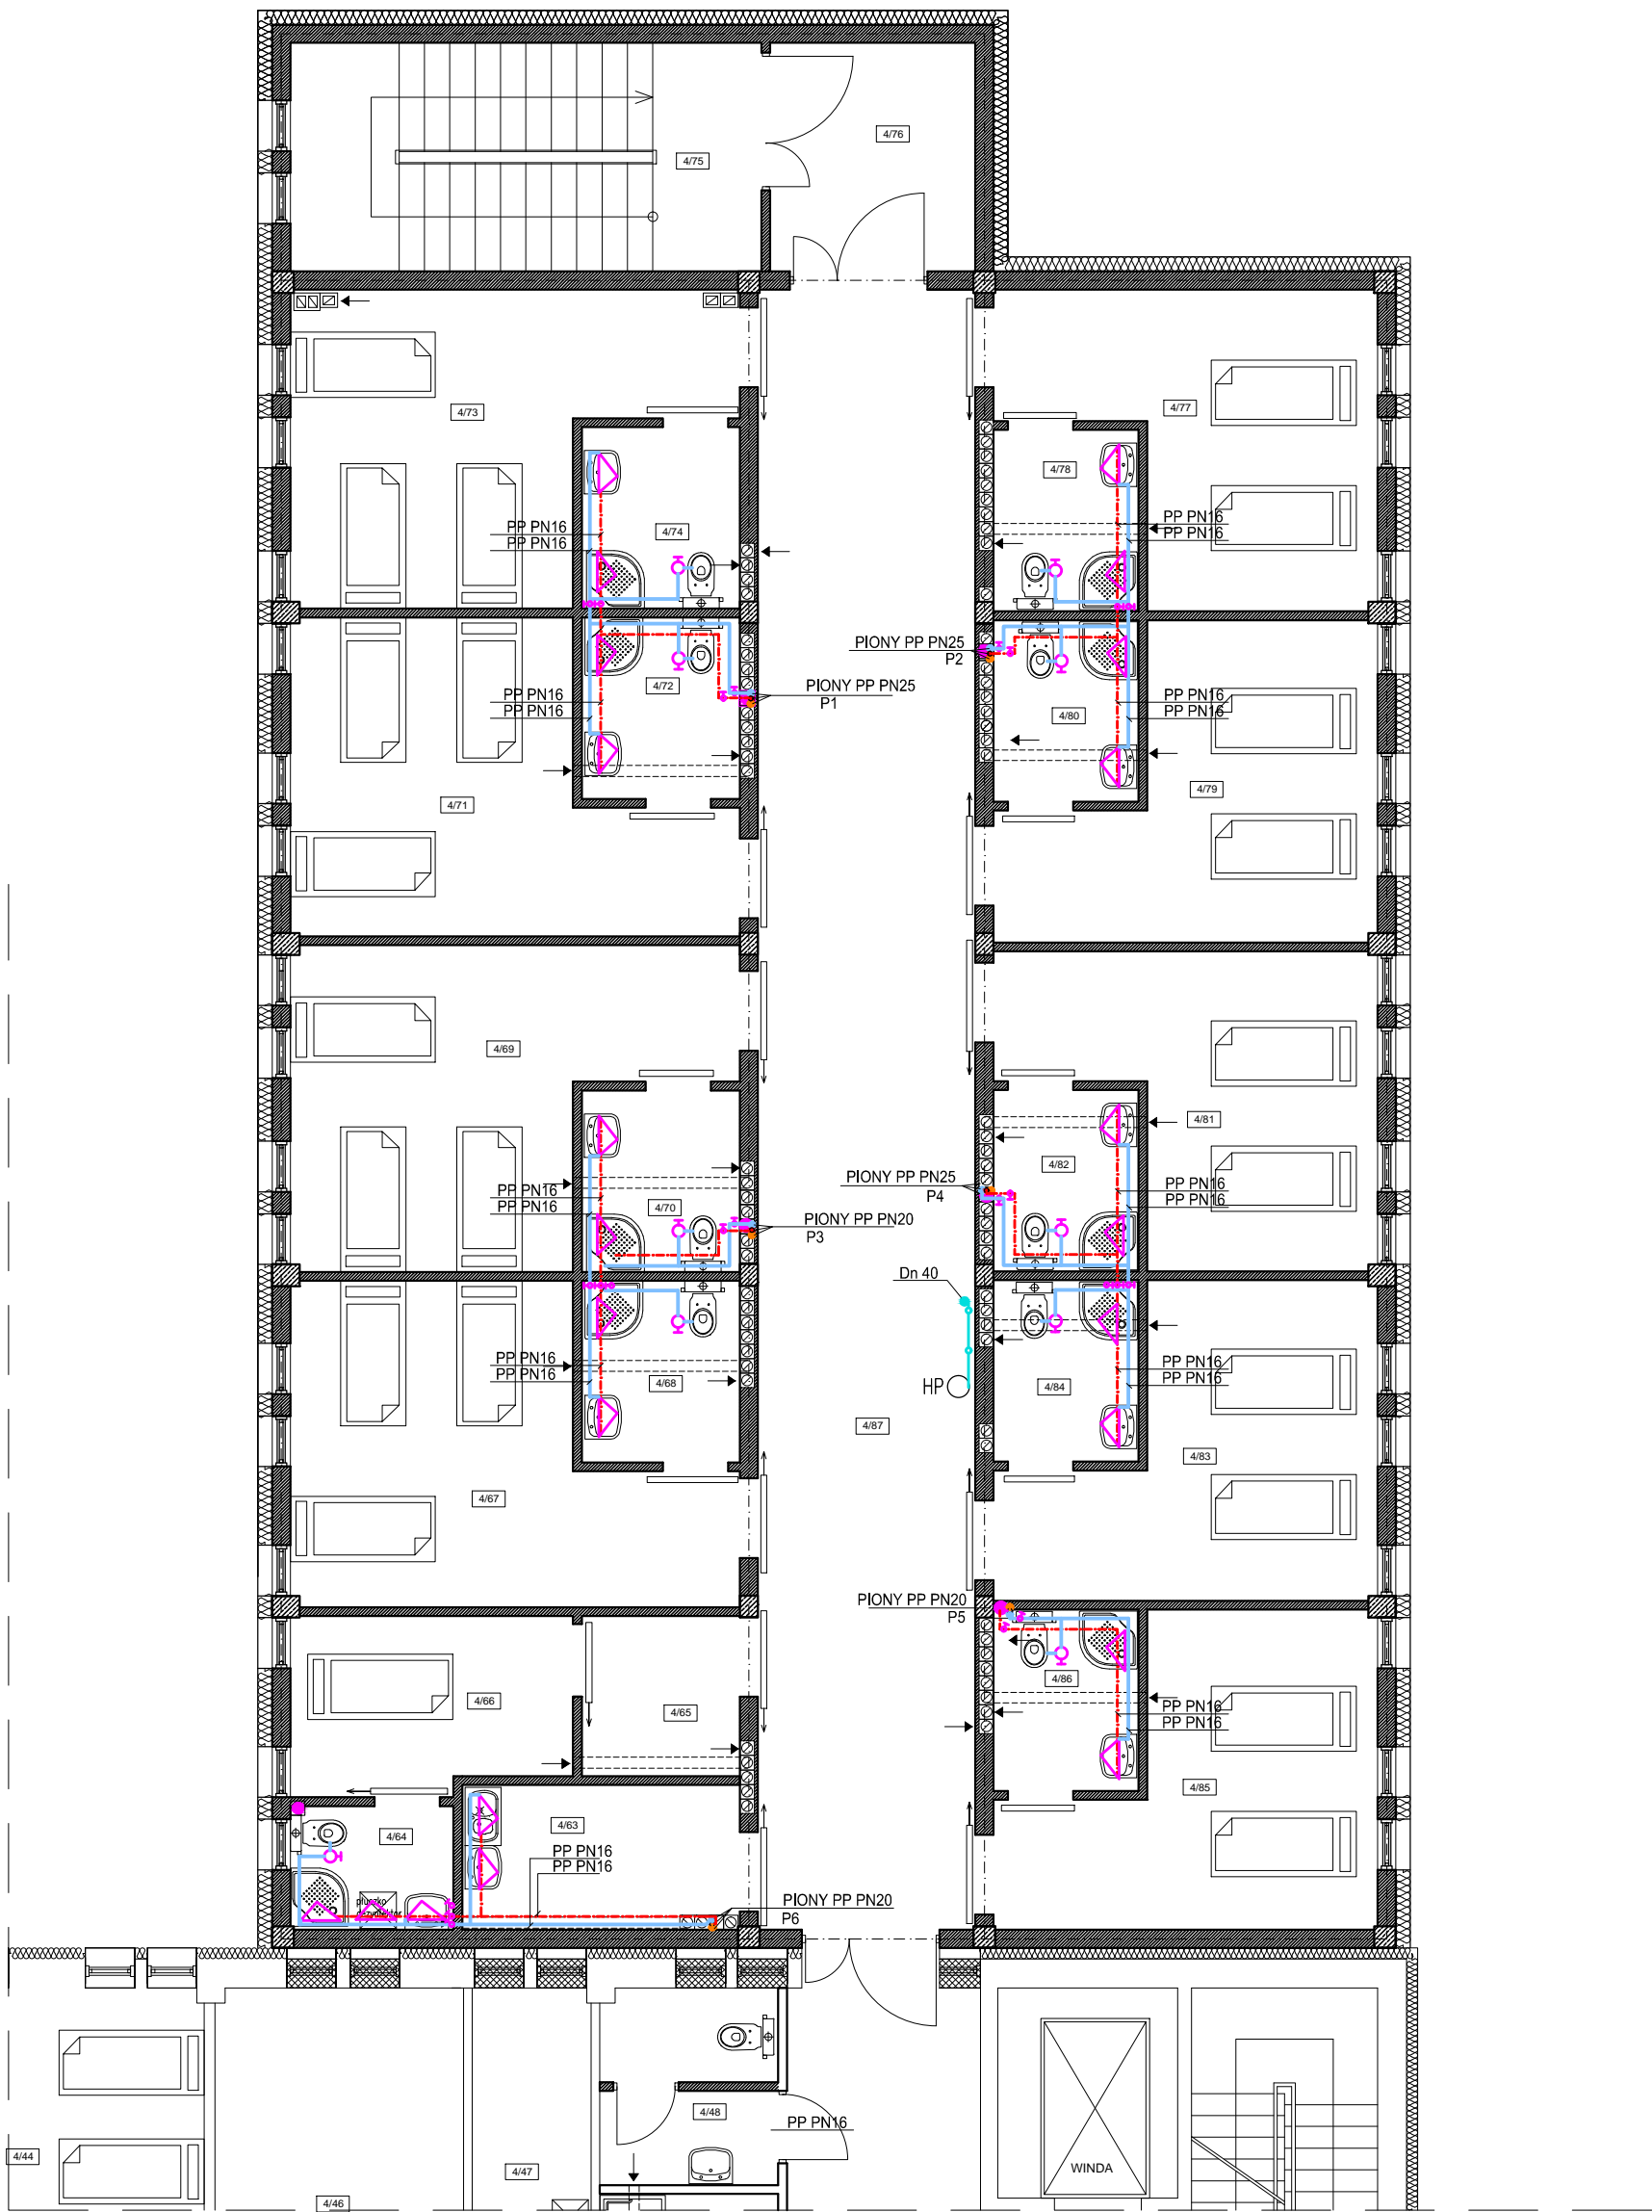 4/76
4/75
4/73
4/77
4/78
PP PN16
PP PN16
4/74
PP PN16
PP PN16
PIONY PP PN25
P2
4/72
PIONY PP PN25
P1
PP PN16
PP PN16
4/80
PP PN16
PP PN16
4/71
4/79
4/69
4/81
4/82
PIONY PP PN25
P4
PP PN16
PP PN16
PP PN16
PP PN16
4/70
PIONY PP PN20
P3
Dn 40
PP PN16
PP PN16
4/68
HP
4/84
PP PN16
PP PN16
4/87
4/83
4/67
PIONY PP PN20
P5
4/86
4/66
4/65
PP PN16
PP PN16
4/85
4/64
4/63
PP PN16
PP PN16
PIONY PP PN20
P6
4/48
PP PN16
4/44
4/47
4/46
WINDA